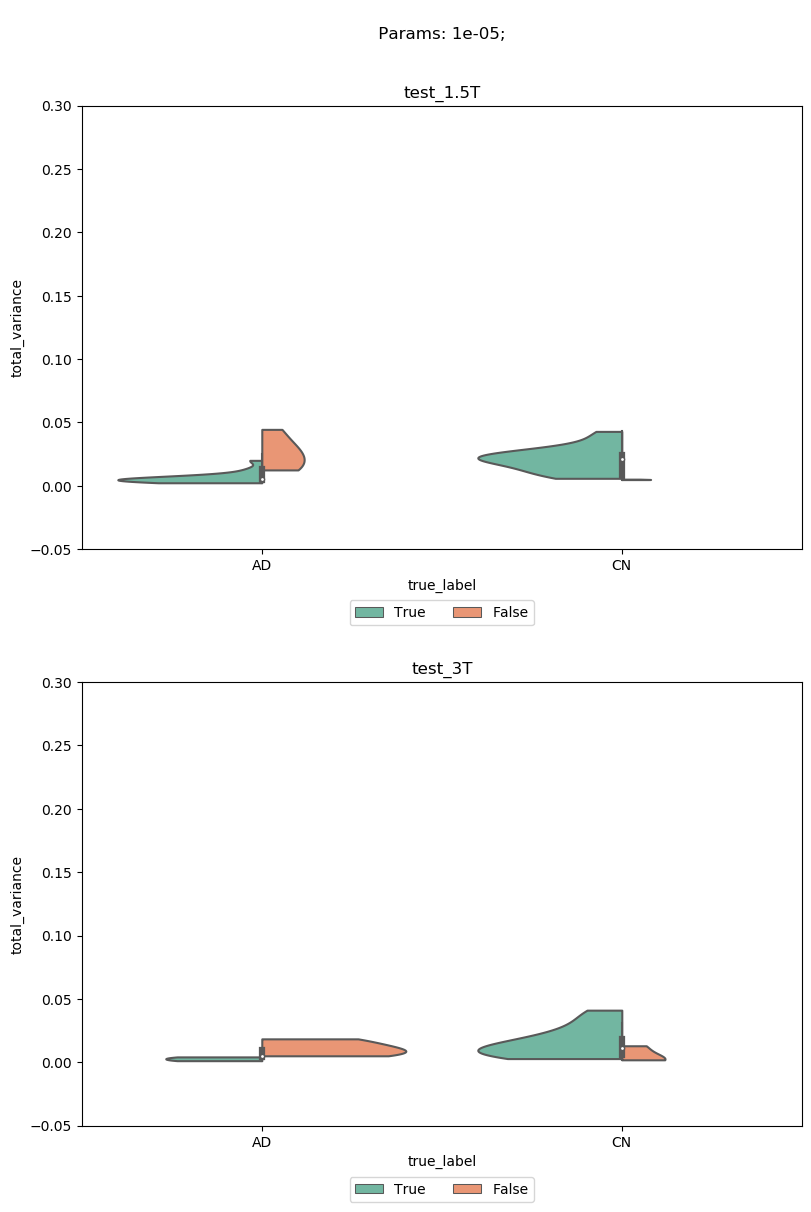 Params: 1e-05;
test_1.5T
0.30
0.25
0.20
0.15
0.10
0.05
0.00
−0.05
total_variance
AD CN
true_label
True False
test_3T
0.30
0.25
0.20
0.15
0.10
0.05
0.00
−0.05
total_variance
AD CN
true_label
True False